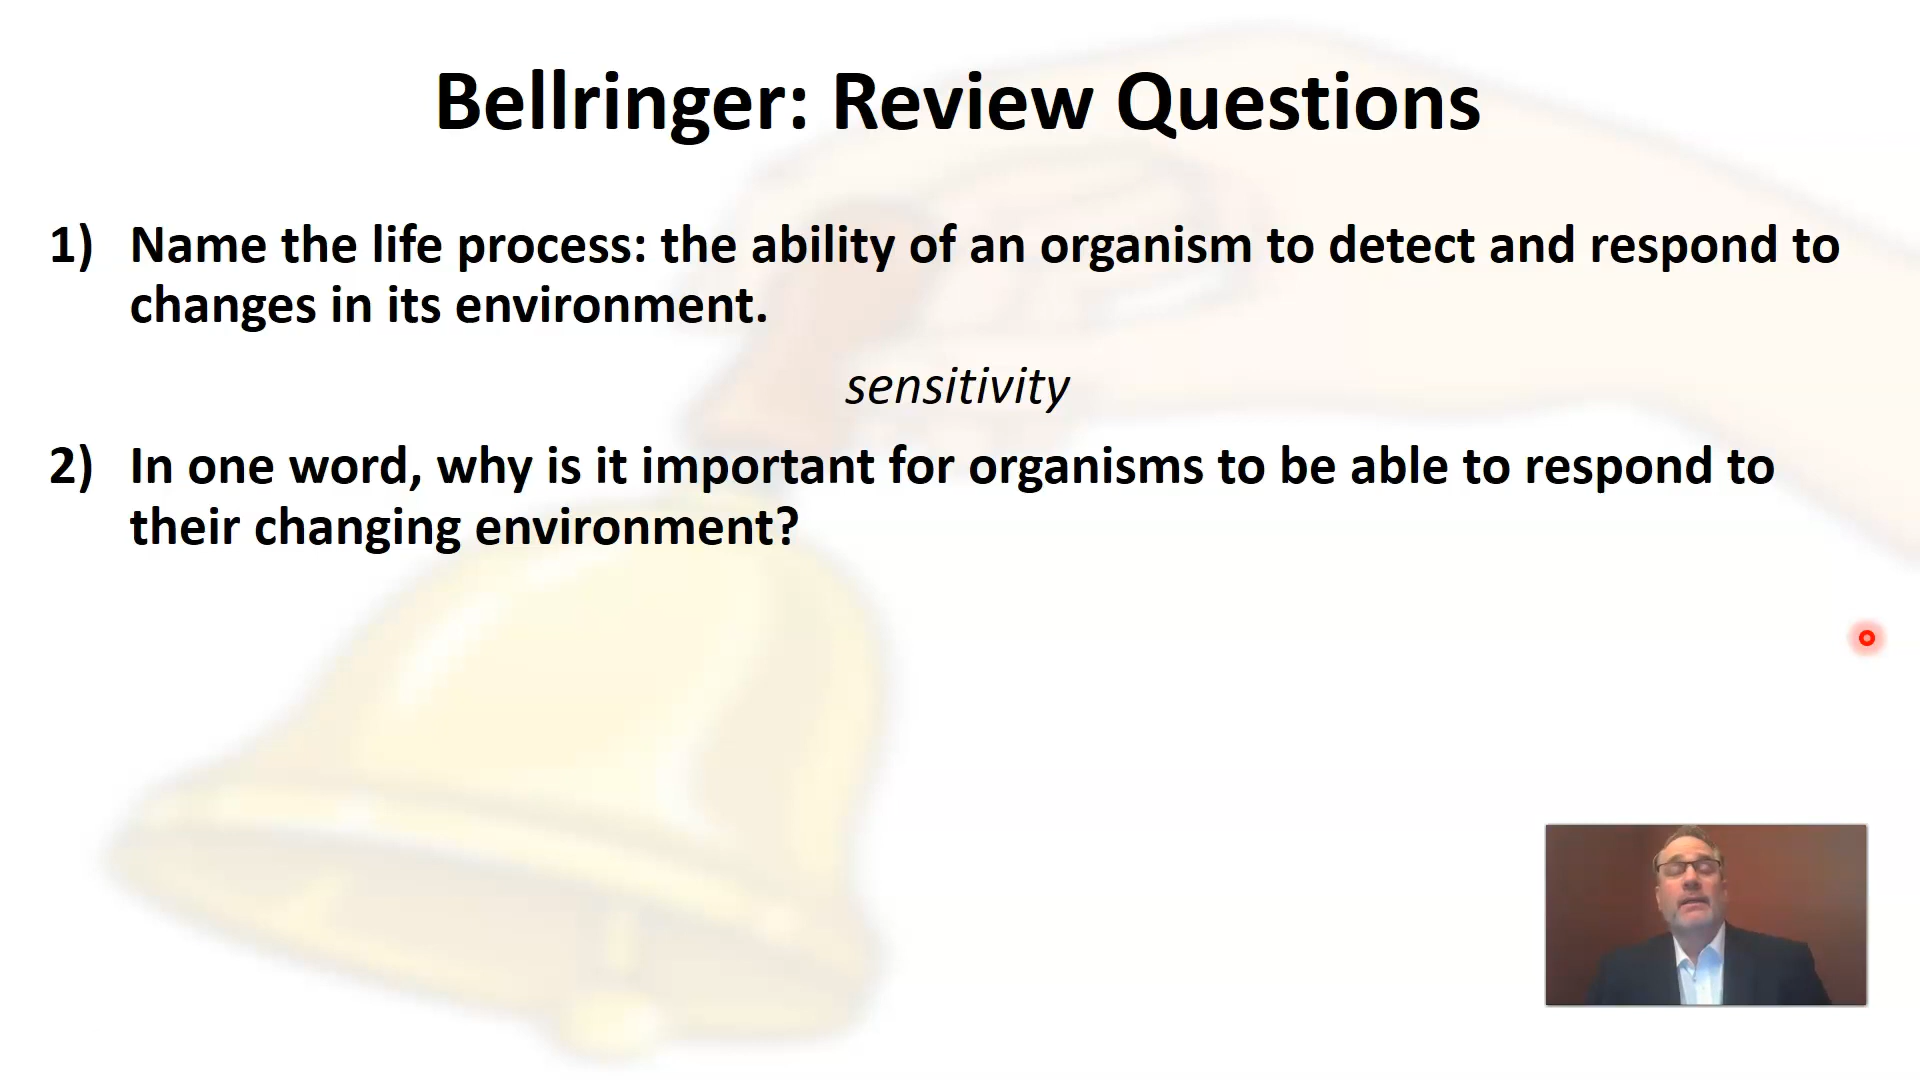 Bellringer: Review Questions
1) Name the life process: the ability of an organism to detect and respond to
changes in its environment.
sensitivity
2) In one word, why is it important for organisms to be able to respond to
their changing environment?